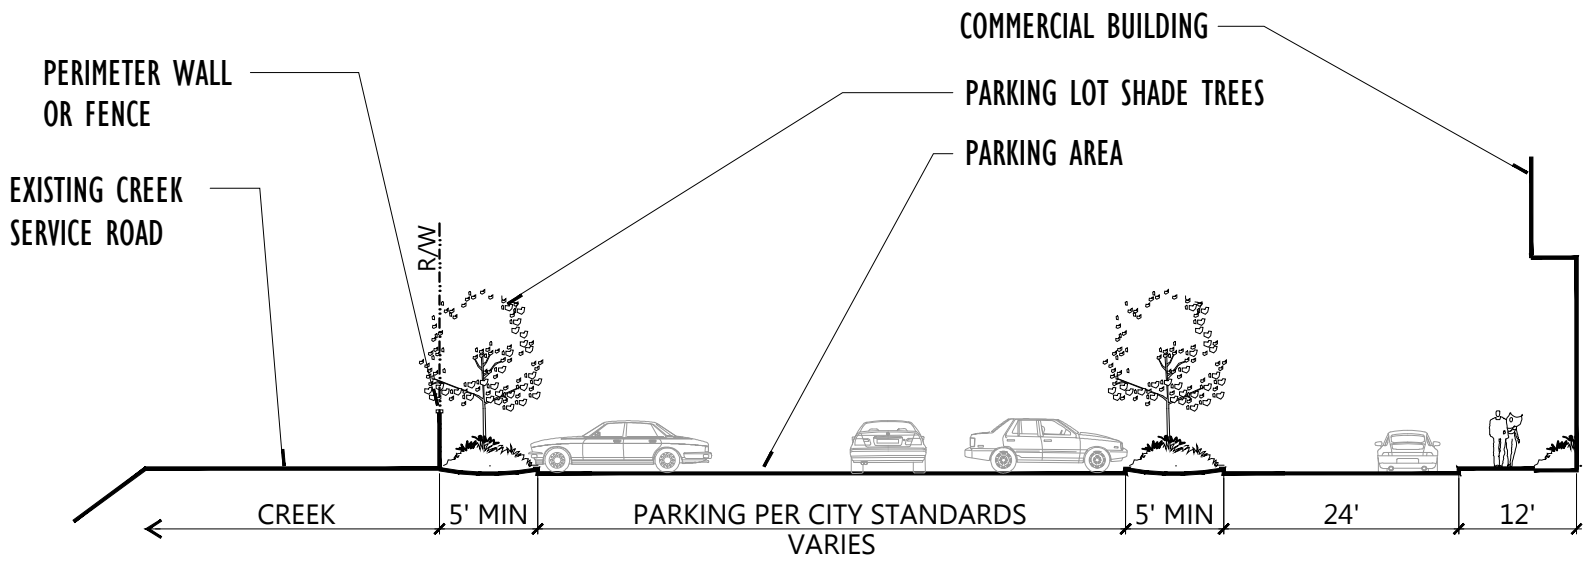 COMMERCIAL BUILDING
PERIMETER WALL
OR FENCE
PARKING LOT SHADE TREES
PARKING AREA
EXISTING CREEK
SERVICE ROAD
R/W
CREEK
5' MIN
PARKING PER CITY STANDARDS
VARIES
5' MIN
24'
12'